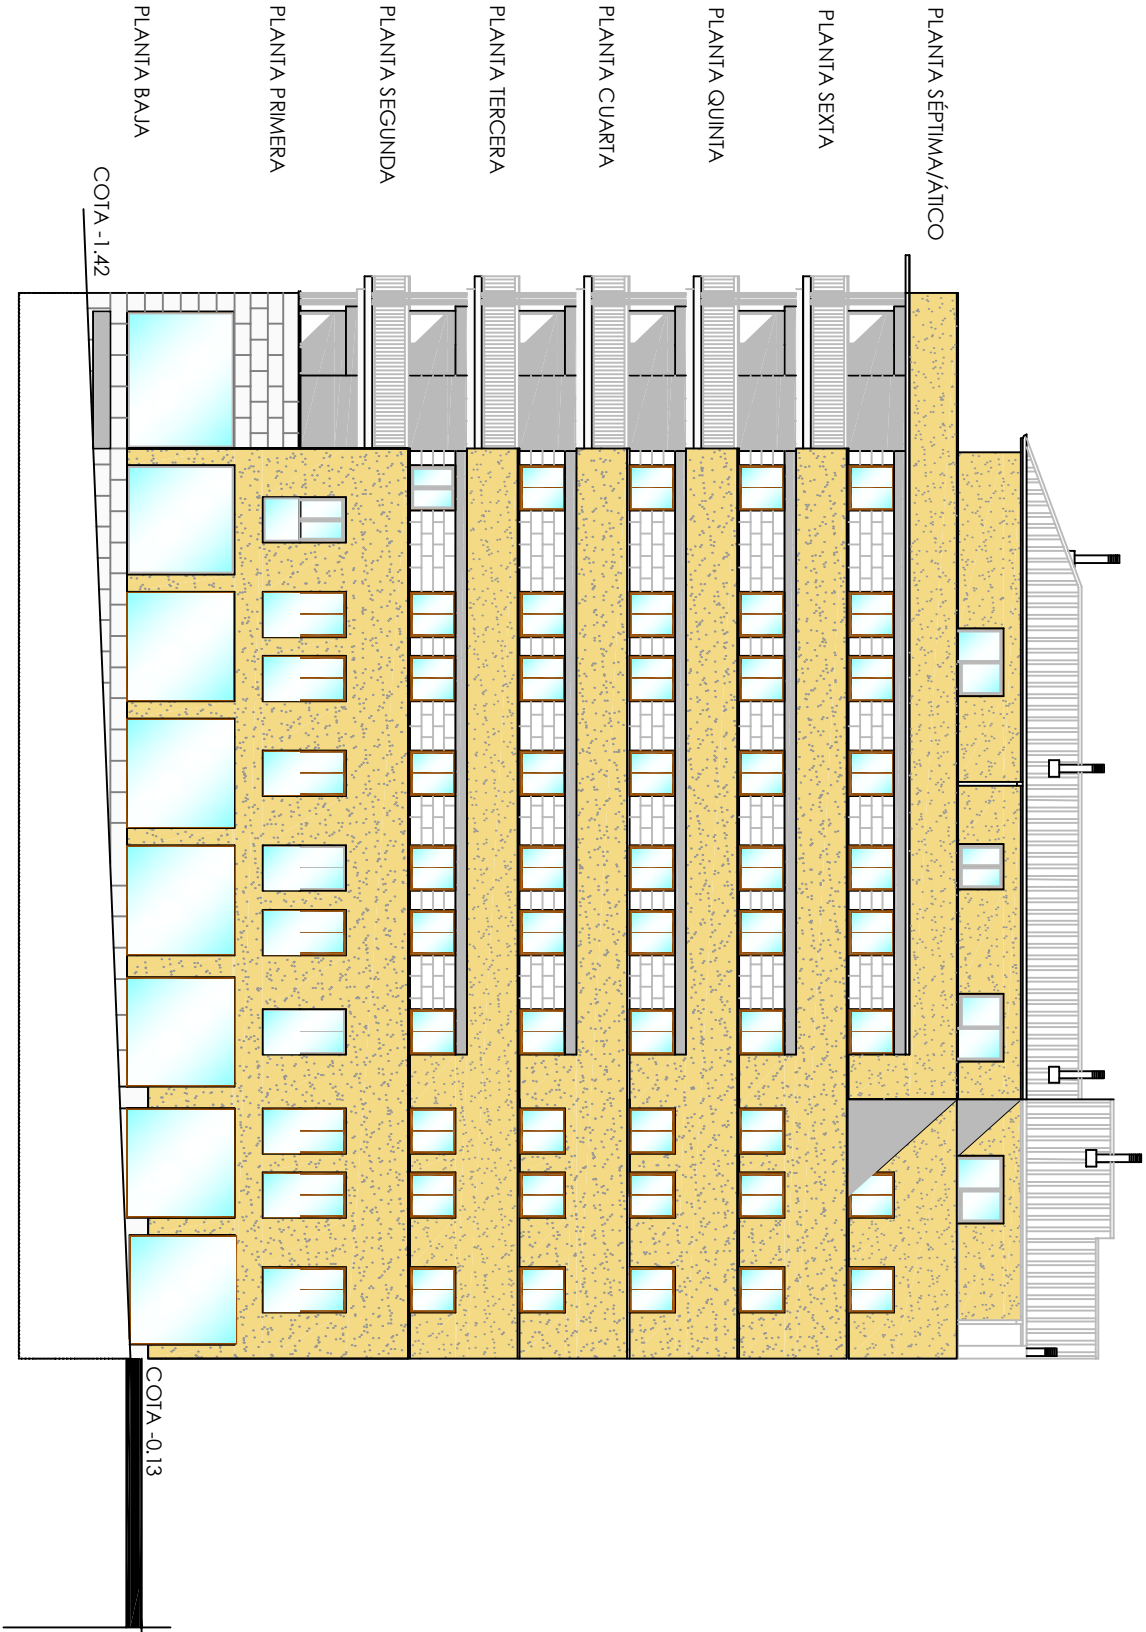 PLANTA SÉPTIMA/ÁTICO
PLANTA SEXTA
PLANTA QUINTA
PLANTA CUARTA
PLANTA TERCERA
PLANTA SEGUNDA
PLANTA PRIMERA
PLANTA BAJA
COTA -1.42
COTA -0.13